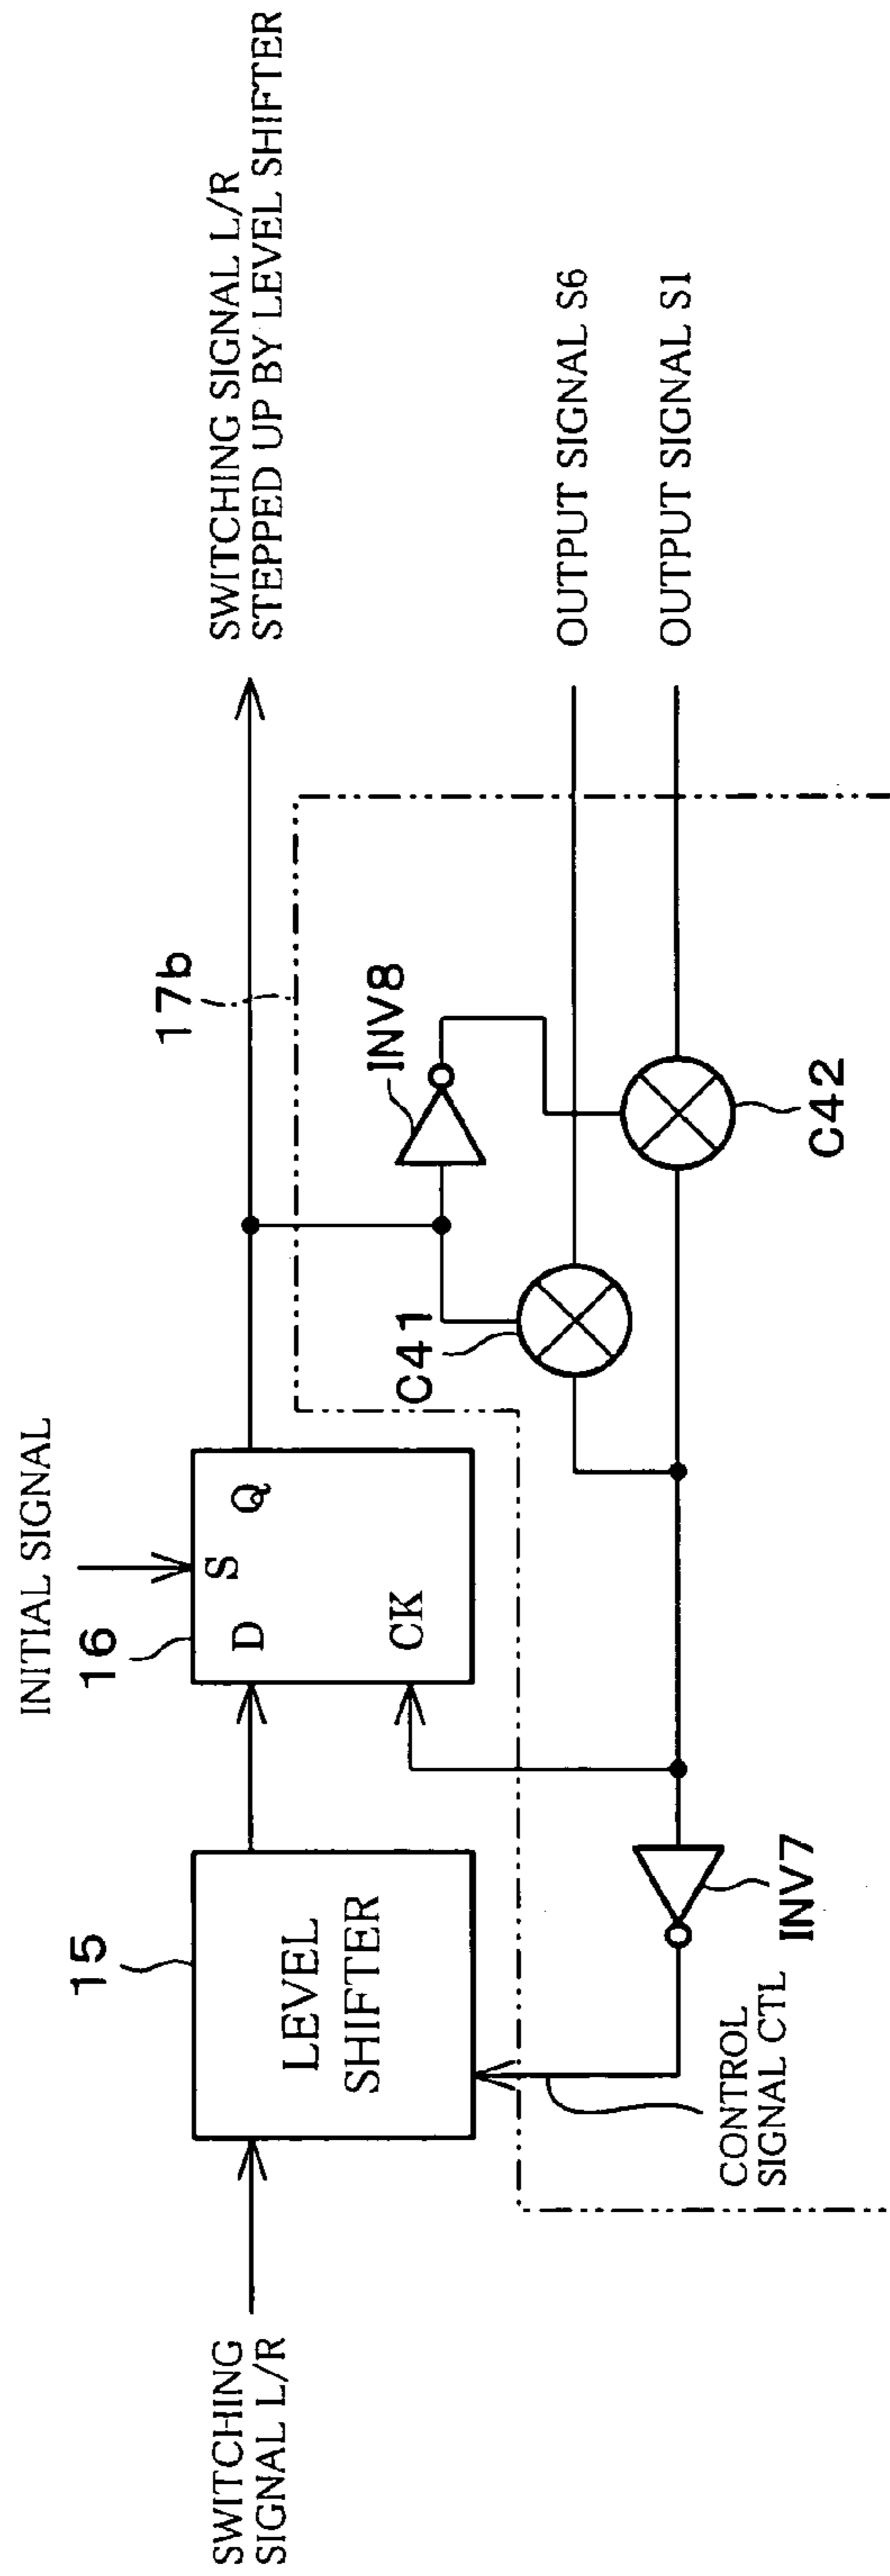 INITIAL SIGNAL
SWITCHING
SIGNAL L/R
15
LEVEL
SHIFTER
16
D
S
Q
CK
SWITCHING SIGNAL L/R
STEPPED UP BY LEVEL SHIFTER
17b
INV8
C41
C42
OUTPUT SIGNAL S6
OUTPUT SIGNAL S1
INV7
CONTROL
SIGNAL CTL